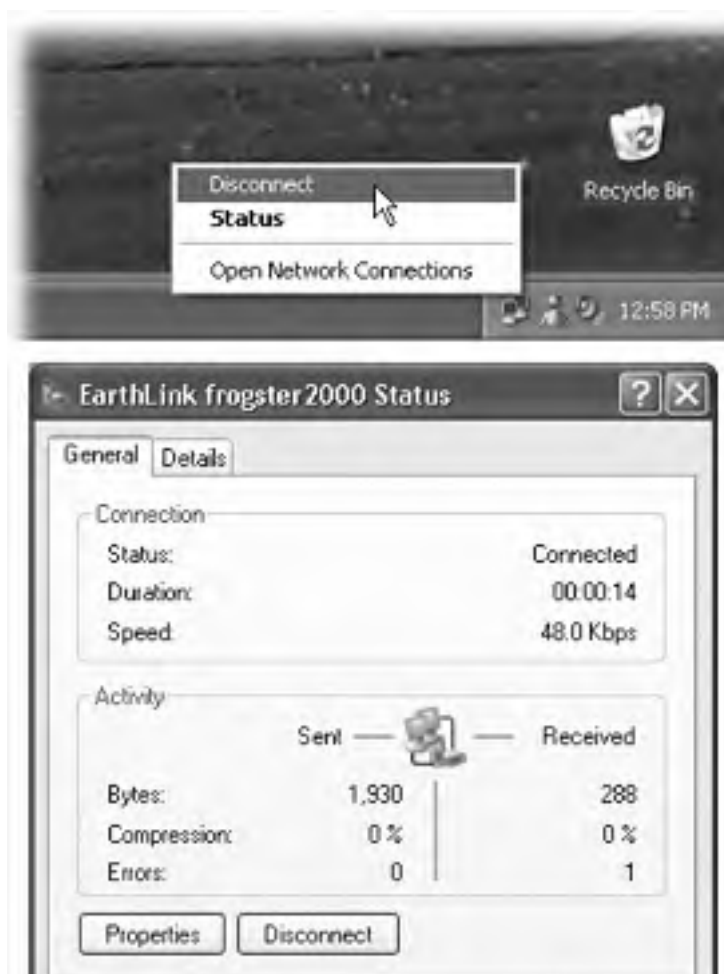 Disconnect
Status
Recycle Bin
Open Network Connections
12:58 PM
EarthLink frogster2000 Status
General Details
Connection
Status: Connected
Duration: 00:00:14
Speed: 48.0 Kbps
Activity
Sent Received
Bytes: 1,930 288
Compression: 0 % 0 %
Errors: 0 1
Properties Disconnect